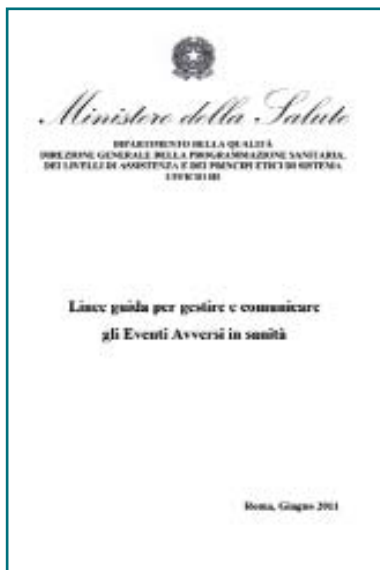 Ministero della Salute
DIPARTIMENTO DELLA QUALITÀ
DIREZIONE GENERALE DELLA PROGRAMMAZIONE SANITARIA,
DEI LIVELLI DI ASSISTENZA E DEI PRINCIPI ETICI DI SISTEMA
UFFICIO III
Linee guida per gestire e comunicare
gli Eventi Avversi in sanità
Roma, Giugno 2011